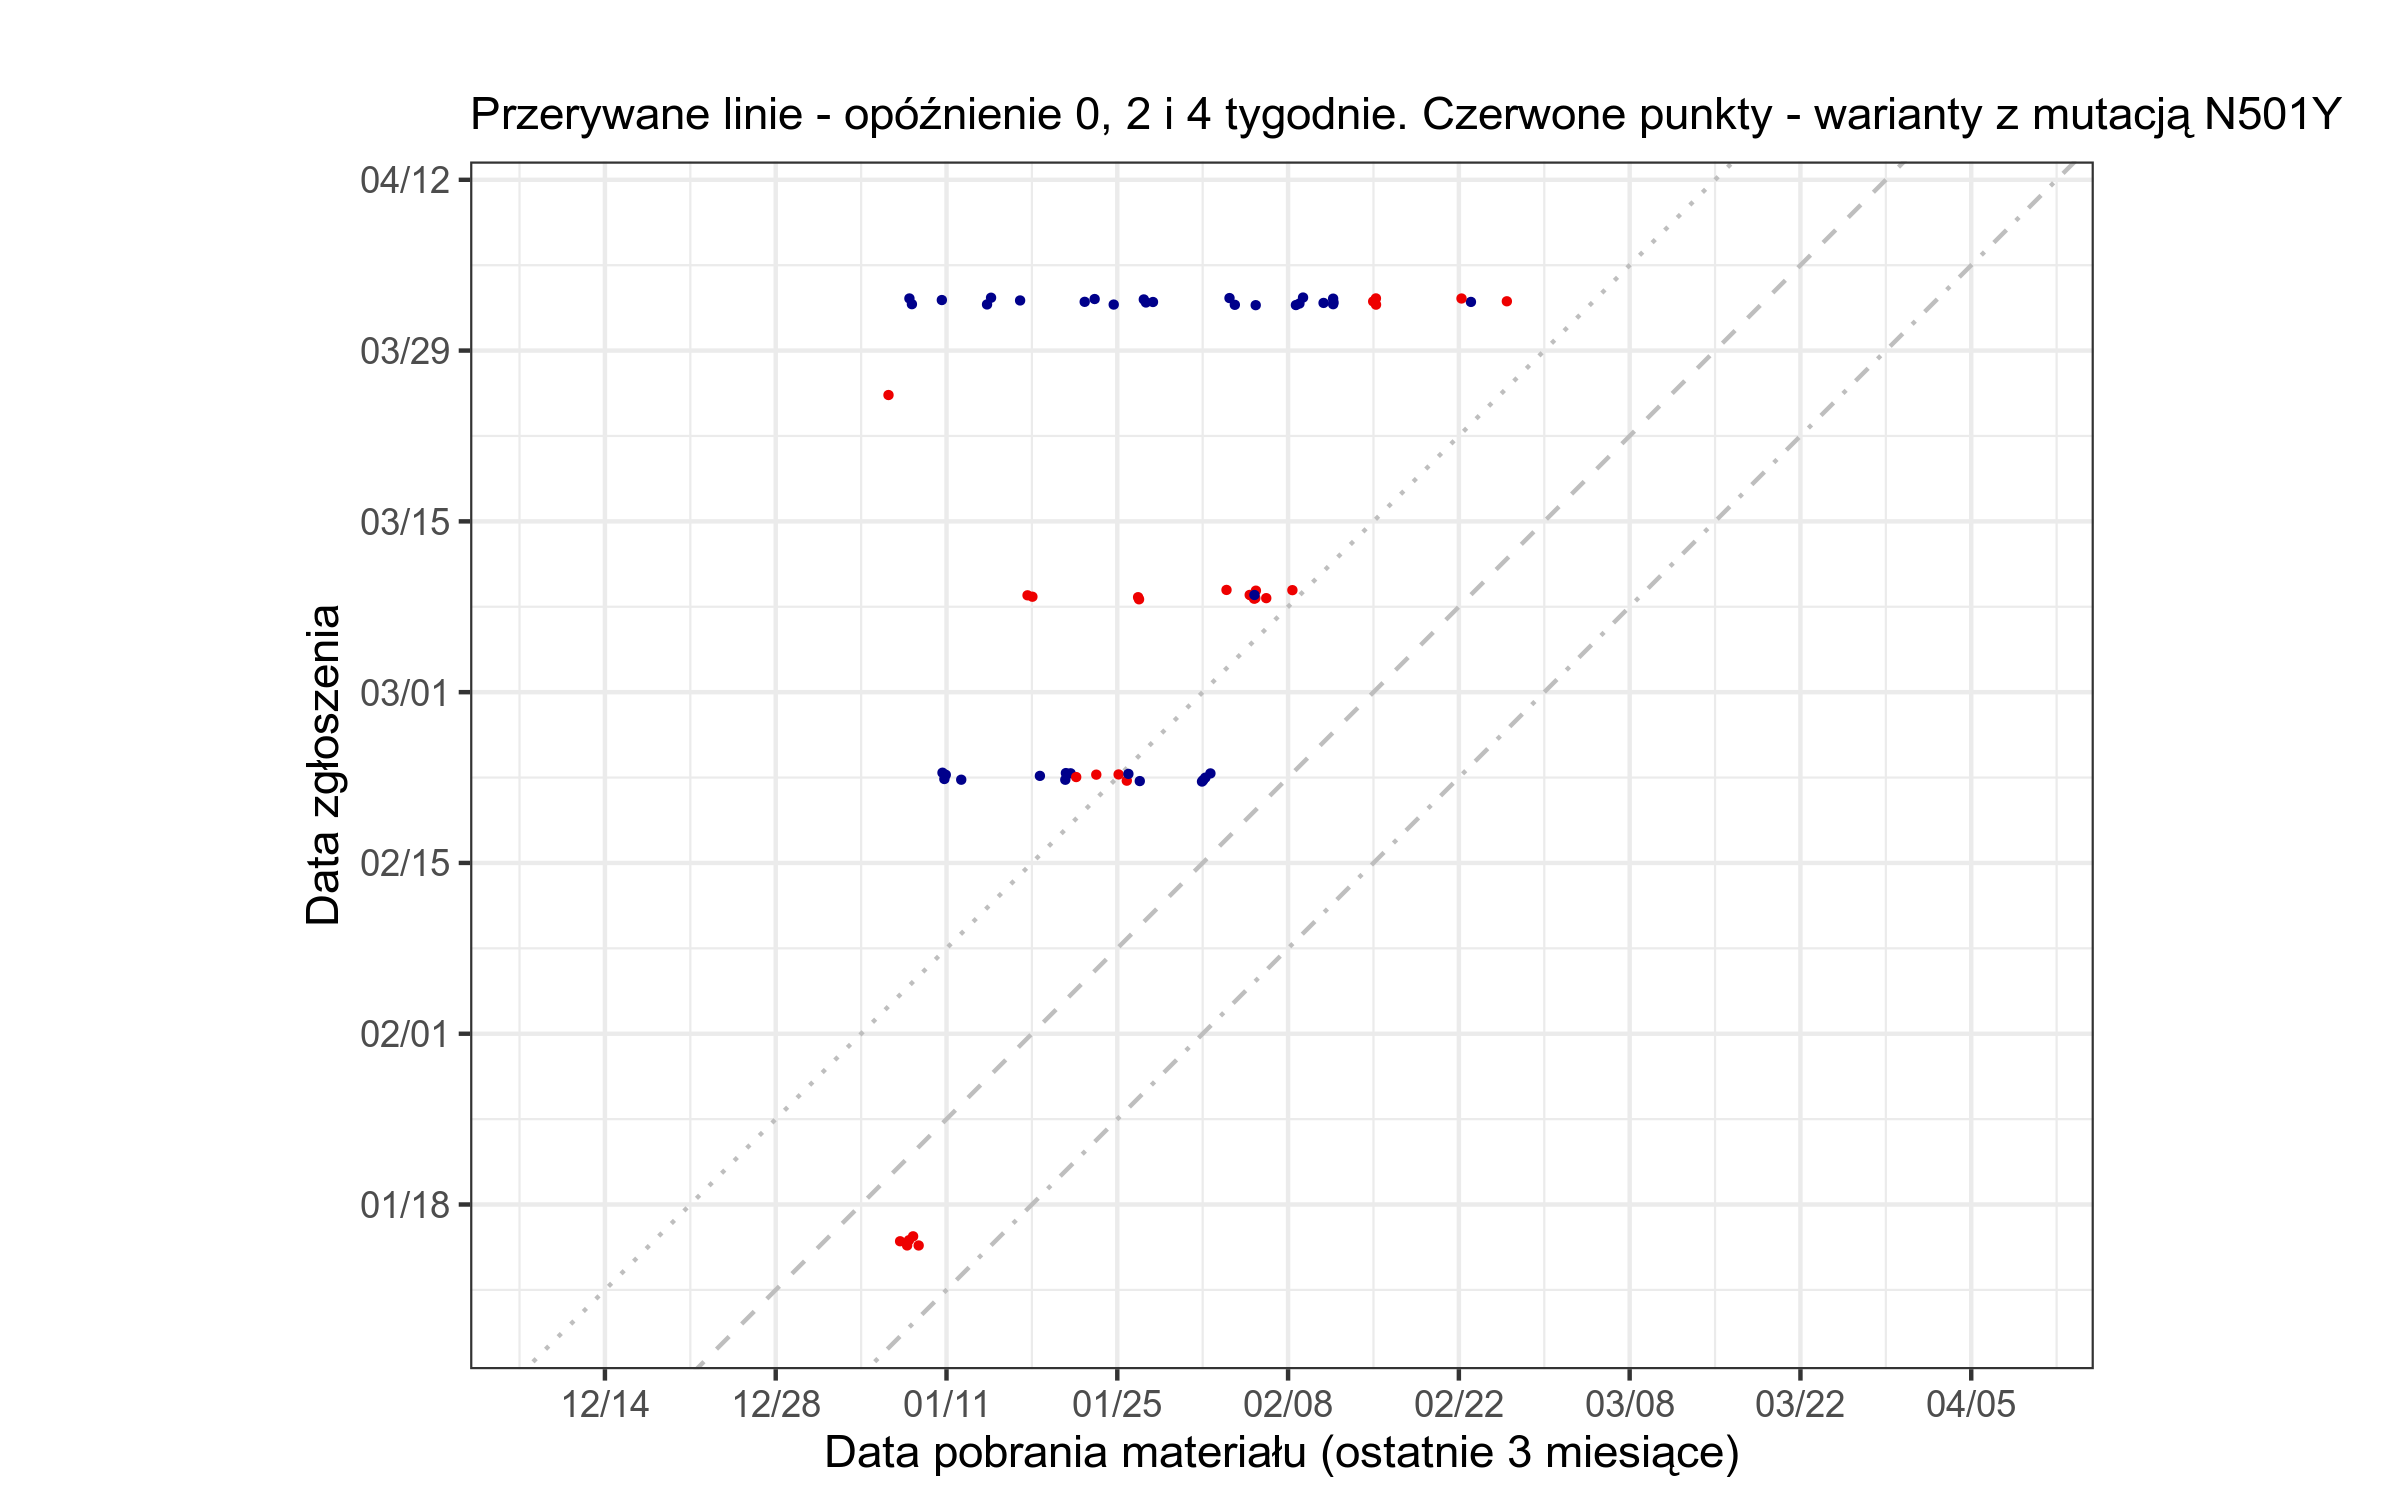 Przerywane linie - opóźnienie 0, 2 i 4 tygodnie. Czerwone punkty - warianty z mutacją N501Y
04/12
03/29
03/15
03/01
02/15
02/01
01/18
Data zgłoszenia
12/14 12/28 01/11 01/25 02/08 02/22 03/08 03/22 04/05
Data pobrania materiału (ostatnie 3 miesiące)